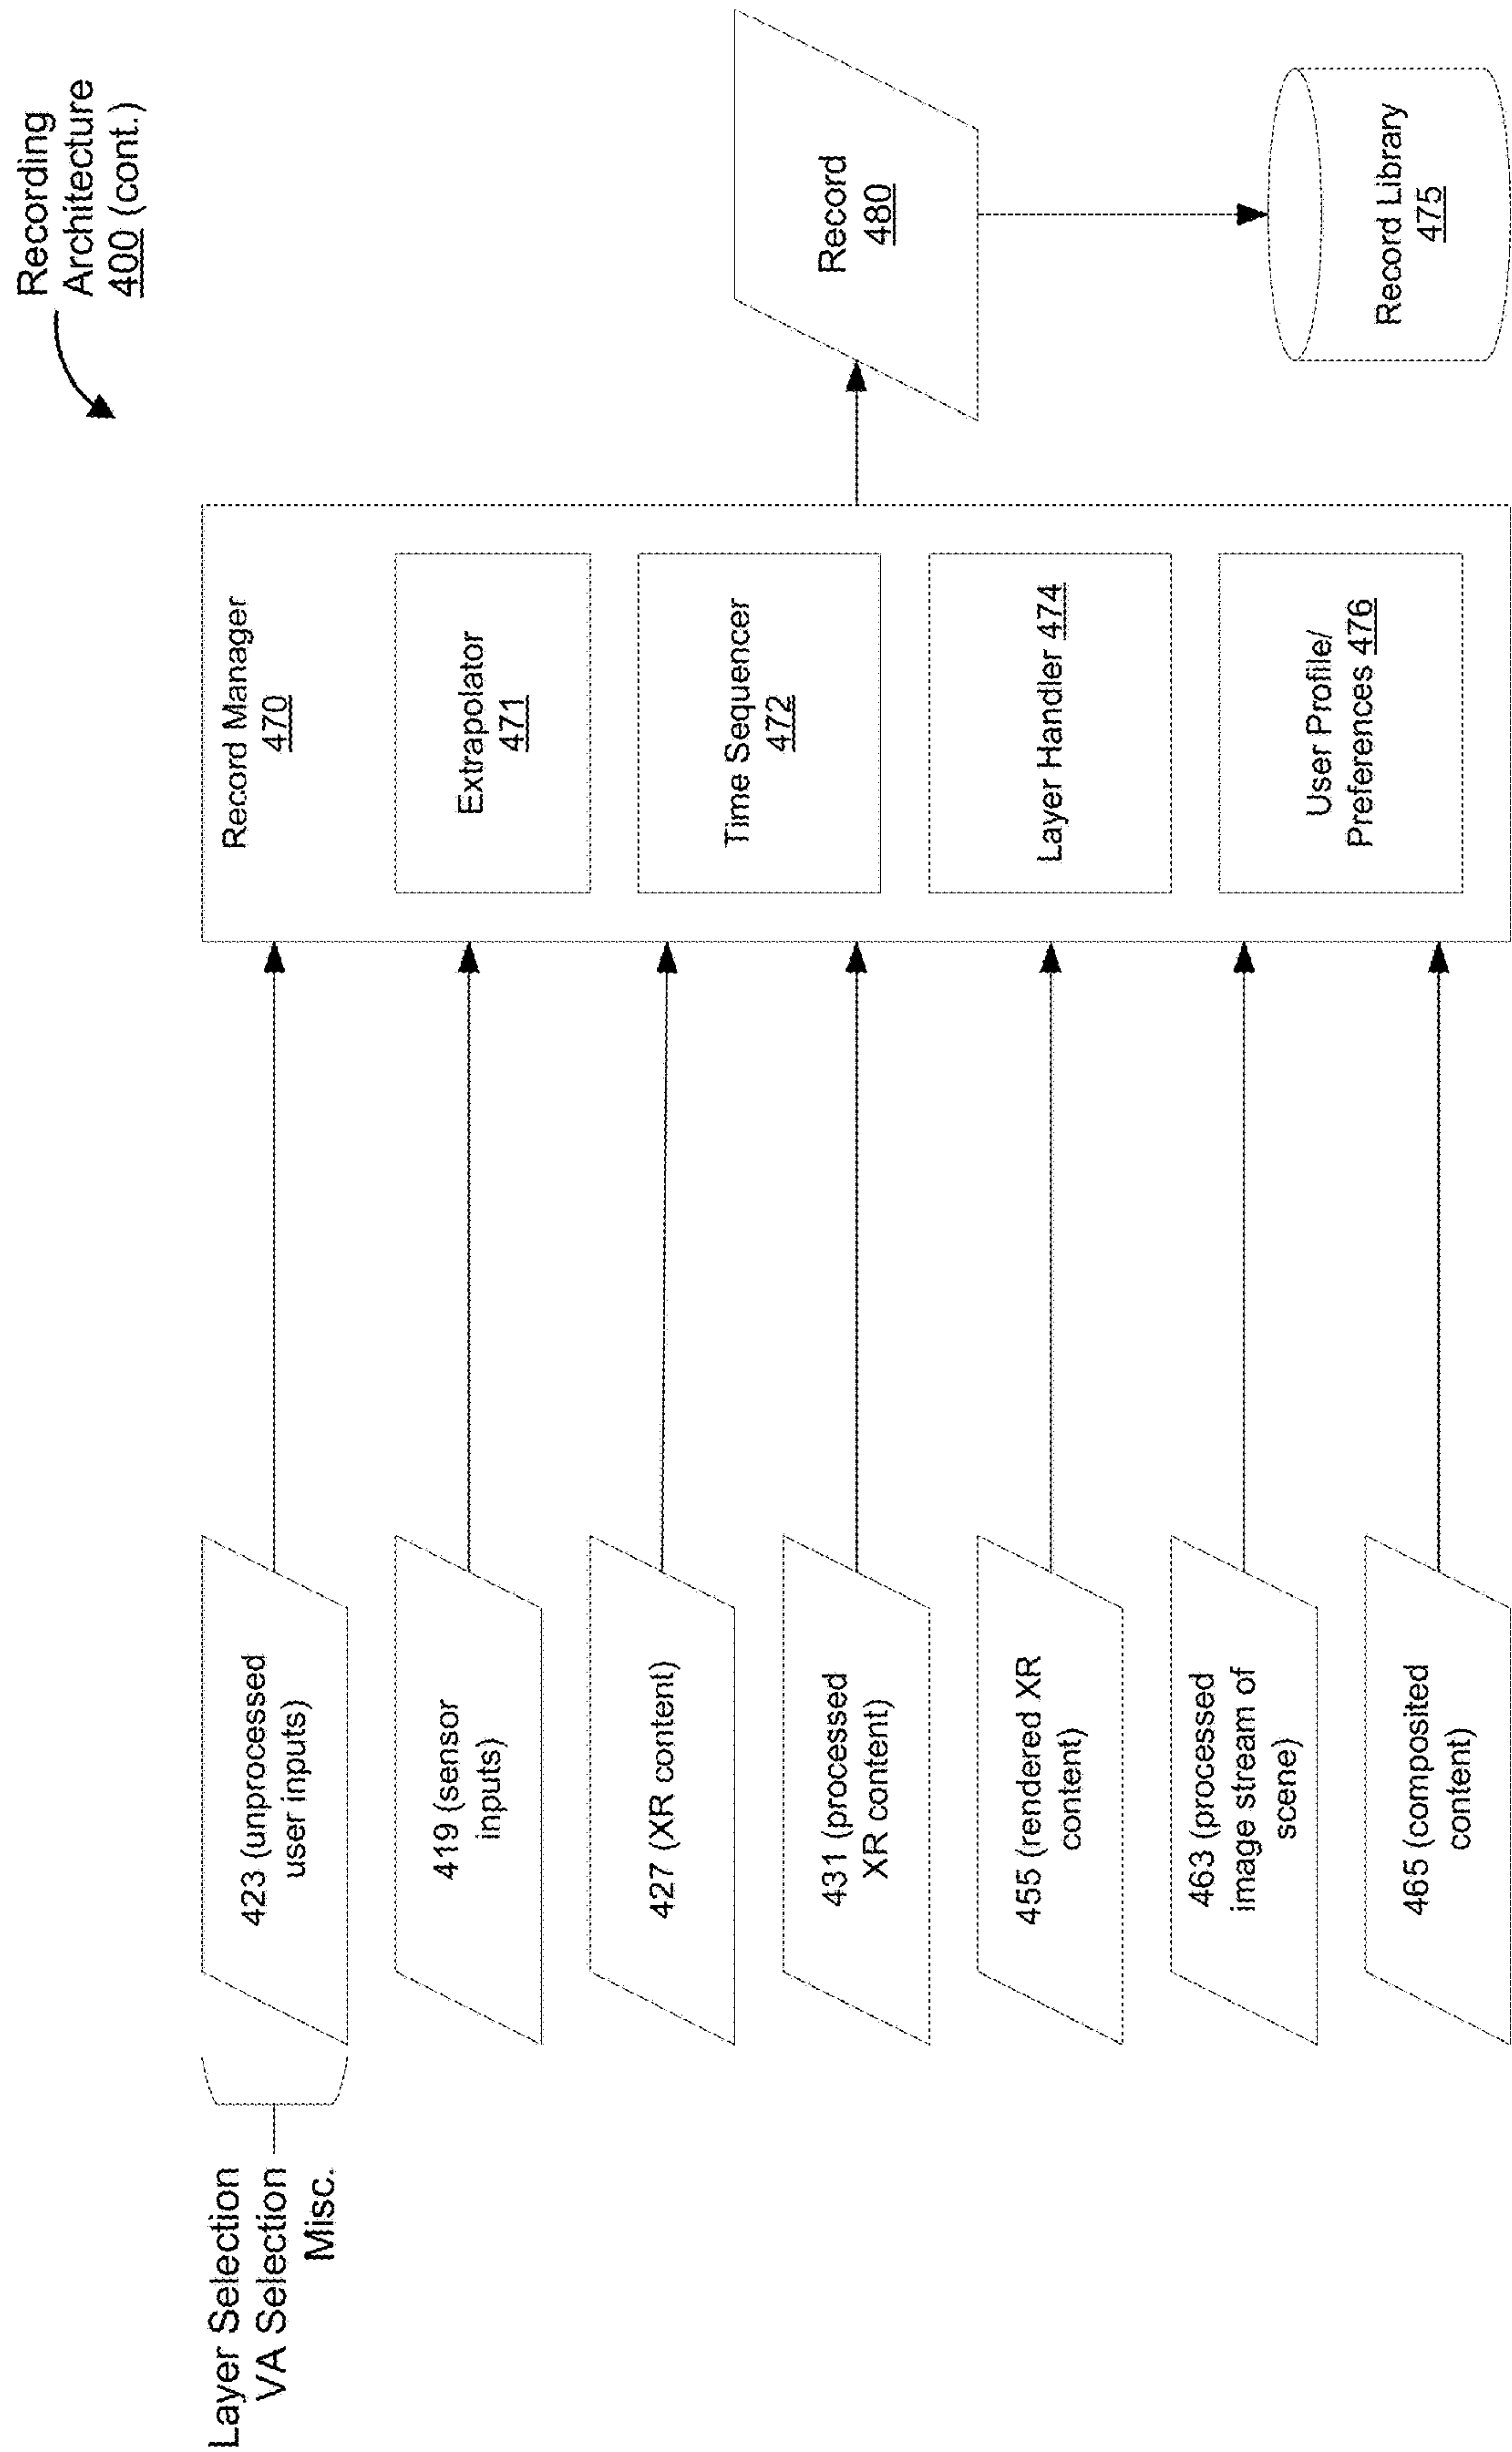 Recording
Architecture
400 (cont.)
Layer Selection
VA Selection
Misc.
423 (unprocessed
user inputs)
419 (sensor
inputs)
427 (XR content)
431 (processed
XR content)
455 (rendered XR
content)
463 (processed
image stream of
scene)
465 (composited
content)
Record Manager
470
Extrapolator
471
Time Sequencer
472
Layer Handler 474
User Profile/
Preferences 476
Record
480
Record Library
475